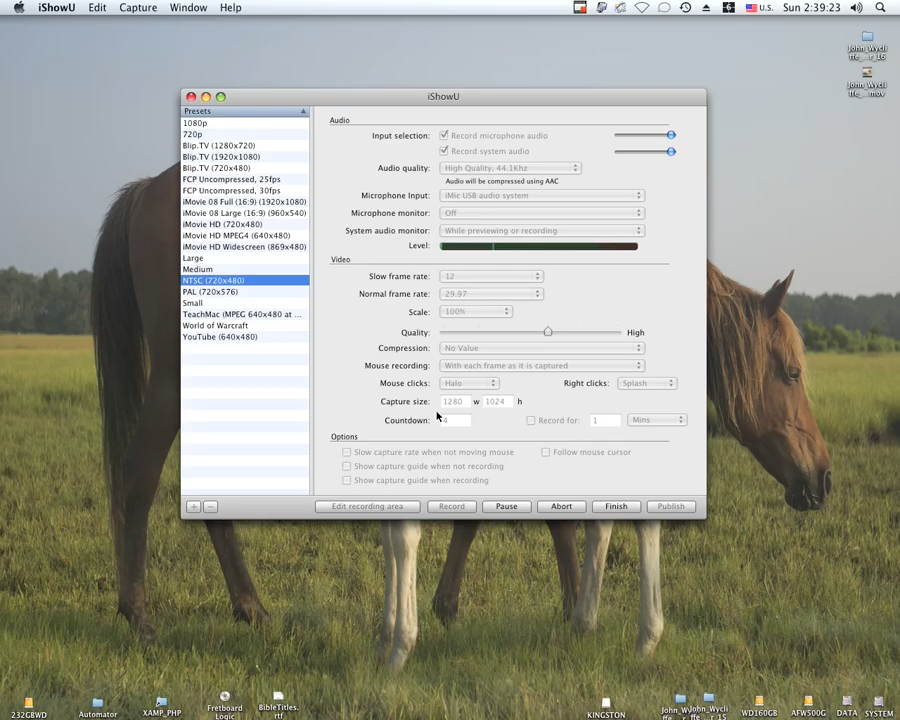 iShowU Edit Capture Window Help
6 U.S. Sun 2:39:23
John_Wycli
ffe_...r_16
John_Wycli
ffe_...mov
iShowU
Presets
1080p
720p
Blip.TV (1280x720)
Blip.TV (1920x1080)
Blip.TV (720x480)
FCP Uncompressed, 25fps
FCP Uncompressed, 30fps
iMovie 08 Full (16:9) (1920x1080)
iMovie 08 Large (16:9) (960x540)
iMovie HD (720x480)
iMovie HD MPEG4 (640x480)
iMovie HD Widescreen (869x480)
Large
Medium
NTSC (720x480)
PAL (720x576)
Small
TeachMac (MPEG 640x480 at ...
World of Warcraft
YouTube (640x480)
Audio
Input selection: Record microphone audio
Record system audio
Audio quality: High Quality, 44.1Khz
Audio will be compressed using AAC
Microphone Input: iMic USB audio system
Microphone monitor: Off
System audio monitor: While previewing or recording
Level:
Video
Slow frame rate: 12
Normal frame rate: 29.97
Scale: 100%
Quality: High
Compression: No Value
Mouse recording: With each frame as it is captured
Mouse clicks: Halo Right clicks: Splash
Capture size: 1280 w 1024 h
Countdown: 4 Record for: 1 Mins
Options
Slow capture rate when not moving mouse Follow mouse cursor
Show capture guide when not recording
Show capture guide when recording
+ − Edit recording area Record Pause Abort Finish Publish
232GBWD
Automator
XAMP_PHP
Fretboard
Logic
BibleTitles.
rtf
KINGSTON
WD160GB
AFW500G
DATA
SYSTEM